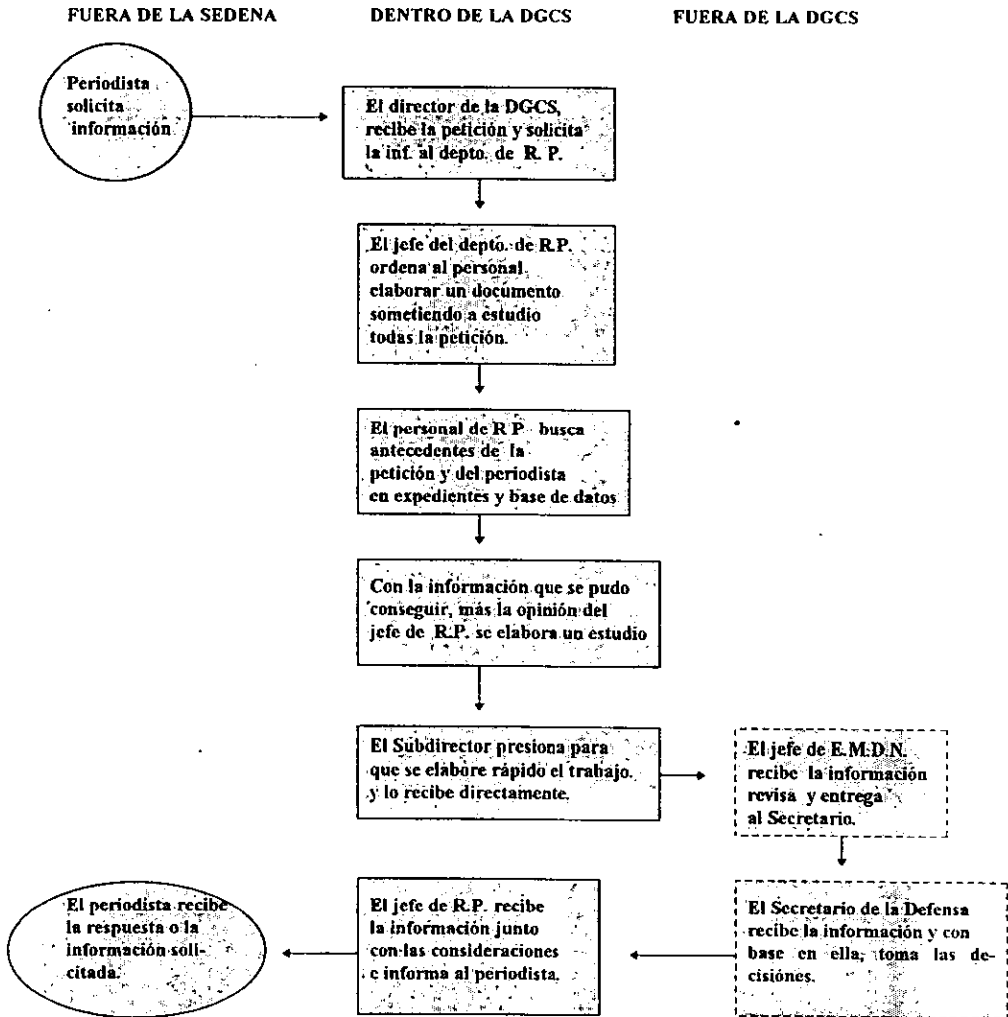 FUERA DE LA SEDENA
DENTRO DE LA DGCS
FUERA DE LA DGCS
Periodista
solicita
información
El director de la DGCS,
recibe la petición y solicita
la inf. al depto. de R. P.
El jefe del depto. de R.P.
ordena al personal
elaborar un documento
sometiendo a estudio
todas la petición.
El personal de R P busca
antecedentes de la
petición y del periodista
en expedientes y base de datos
Con la información que se pudo
conseguir, más la opinión del
jefe de R.P. se elabora un estudio
El Subdirector presiona para
que se elabore rápido el trabajo.
y lo recibe directamente.
El jefe de E.M.D.N.
recibe la información
revisa y entrega
al Secretario.
El Secretario de la Defensa
recibe la información y con
base en ella, toma las de-
cisiónes.
El jefe de R.P. recibe
la información junto
con las consideraciones
e informa al periodista.
El periodista recibe
la respuesta o la
información soli-
citada.